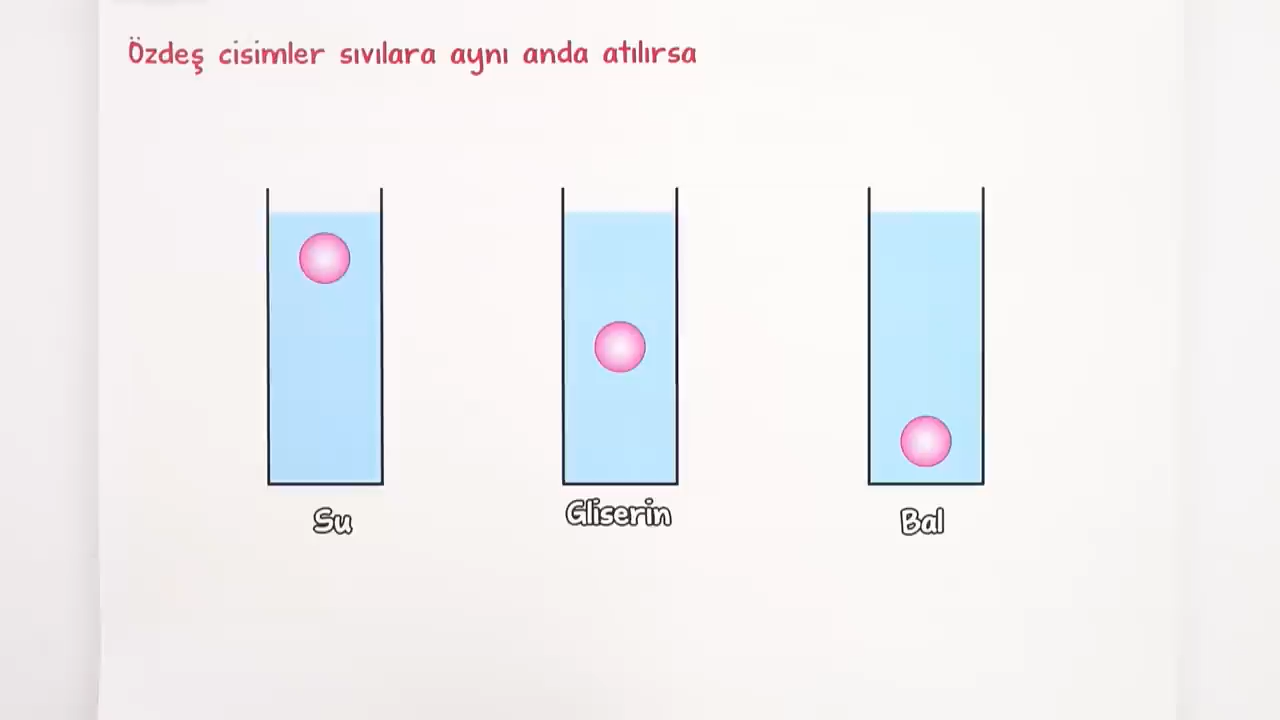 Özdeş cisimler sıvılara aynı anda atılırsa
Su
Gliserin
Bal